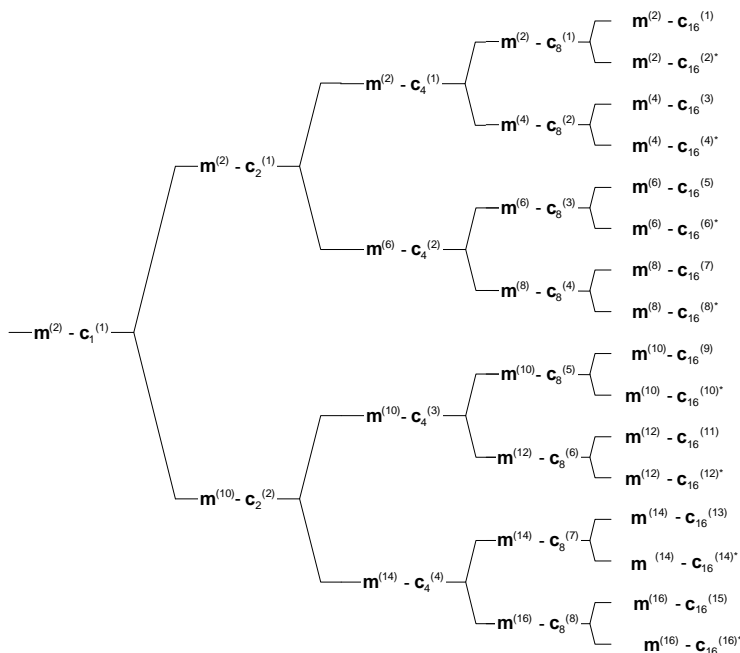 m(2) - c1(1)
m(2) - c2(1)
m(10) - c2(2)
m(2) - c4(1)
m(6) - c4(2)
m(10) - c4(3)
m(14) - c4(4)
m(2) - c8(1)
m(4) - c8(2)
m(6) - c8(3)
m(8) - c8(4)
m(10) - c8(5)
m(12) - c8(6)
m(14) - c8(7)
m(16) - c8(8)
m(2) - c16(1)
m(2) - c16(2)*
m(4) - c16(3)
m(4) - c16(4)*
m(6) - c16(5)
m(6) - c16(6)*
m(8) - c16(7)
m(8) - c16(8)*
m(10) - c16(9)
m(10) - c16(10)*
m(12) - c16(11)
m(12) - c16(12)*
m(14) - c16(13)
m (14) - c16(14)*
m(16) - c16(15)
m(16) - c16(16)*